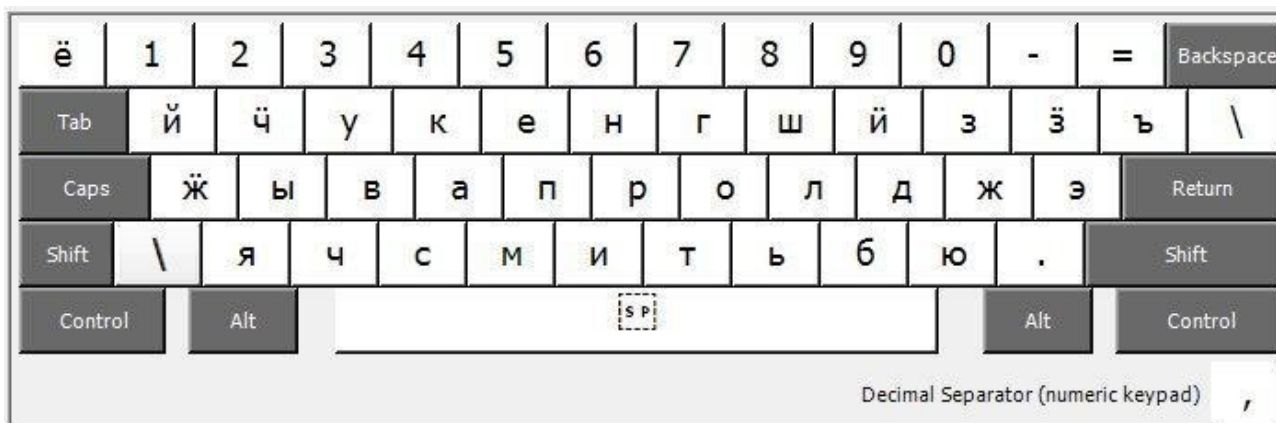 ё 1 2 3 4 5 6 7 8 9 0 - = Backspace
Tab й ӵ у к е н г ш ӥ з ӟ ъ \
Caps ӝ ы в а п р о л д ж э Return
Shift \ я ч с м и т ь б ю . Shift
Control Alt SP Alt Control
Decimal Separator (numeric keypad) ,